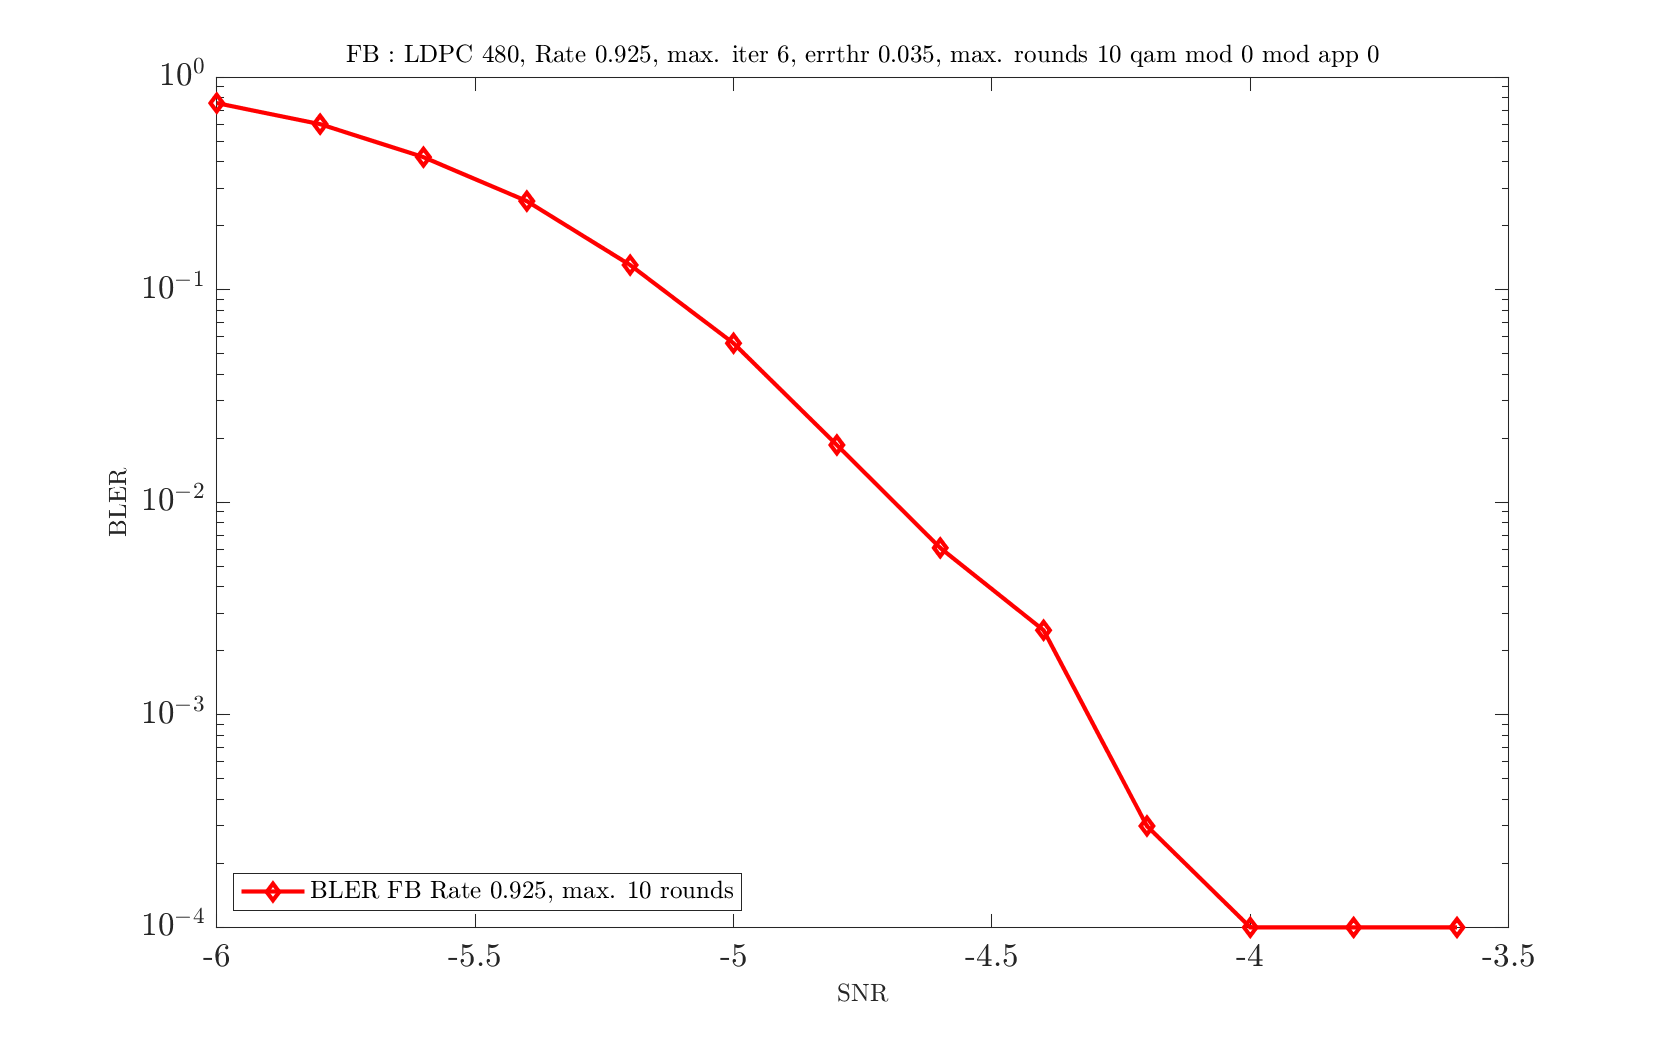 FB : LDPC 480, Rate 0.925, max. iter 6, errthr 0.035, max. rounds 10 qam mod 0 mod app 0
10^0
10^-1
10^-2
10^-3
10^-4
BLER
BLER FB Rate 0.925, max. 10 rounds
-6 -5.5 -5 -4.5 -4 -3.5
SNR